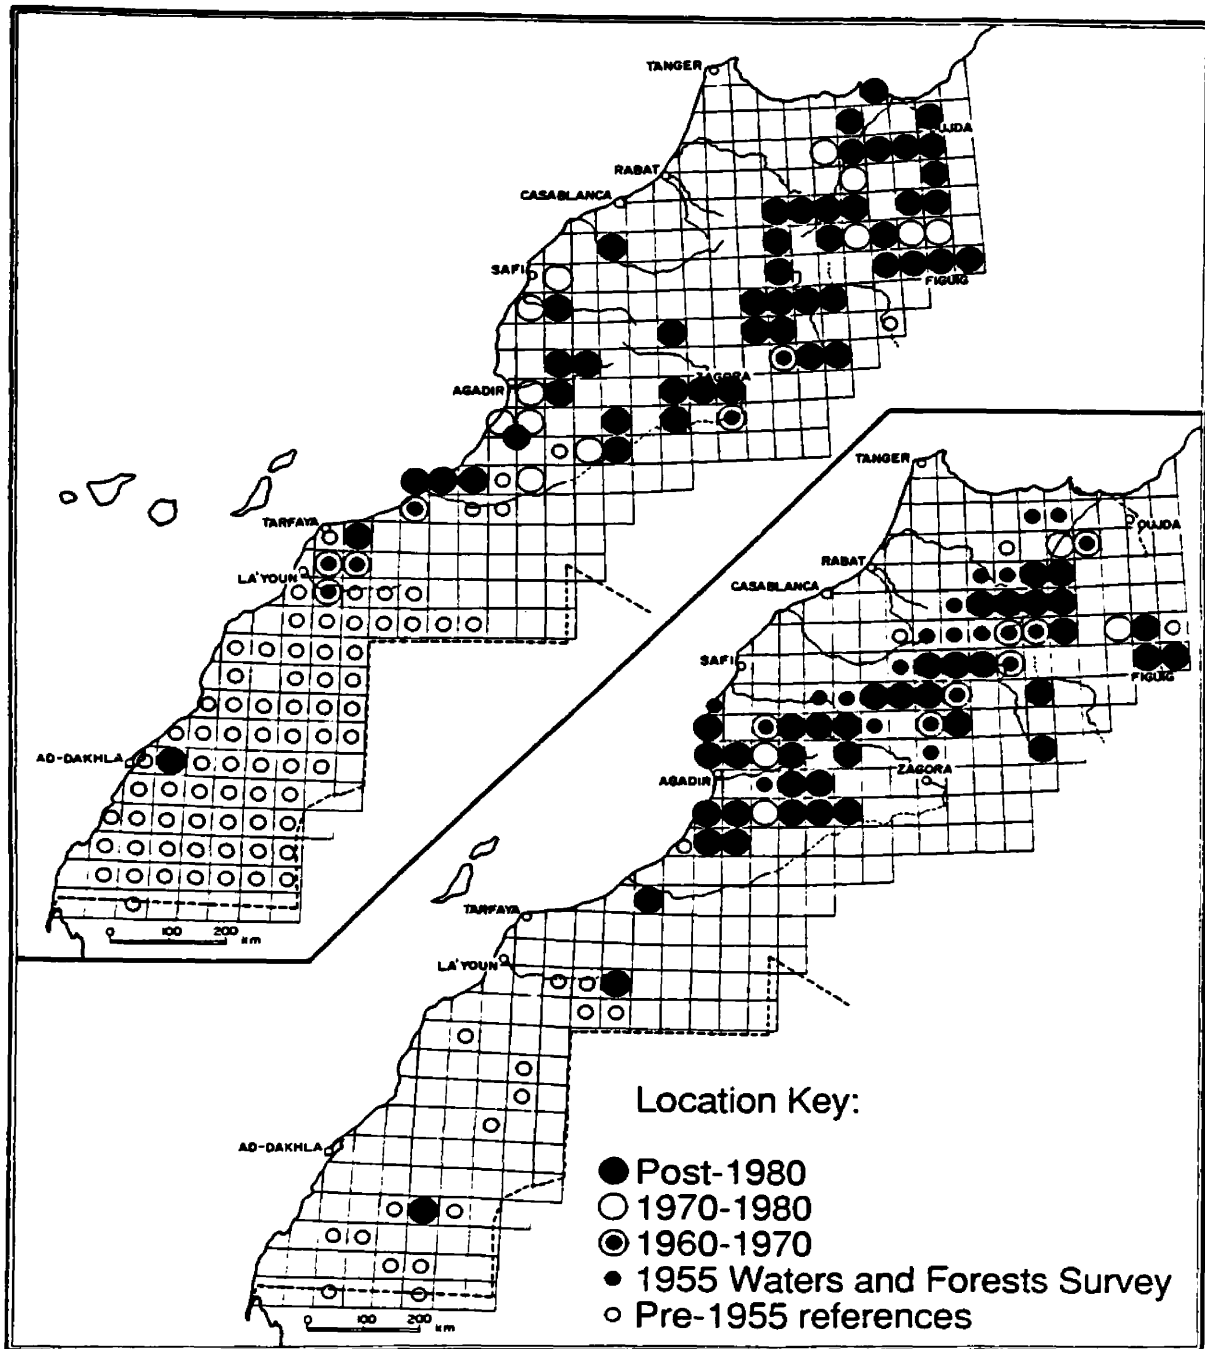 TANGER
OUJDA
RABAT
CASABLANCA
SAFI
FIGUIG
AGADIR
ZAGORA
TARFAYA
LA'YOUN
AD-DAKHLA
0 100 200
km
TANGER
OUJDA
RABAT
CASABLANCA
SAFI
FIGUIG
AGADIR
ZAGORA
TARFAYA
LA'YOUN
AD-DAKHLA
0 100 200
km
Location Key:
Post-1980
1970-1980
1960-1970
1955 Waters and Forests Survey
Pre-1955 references